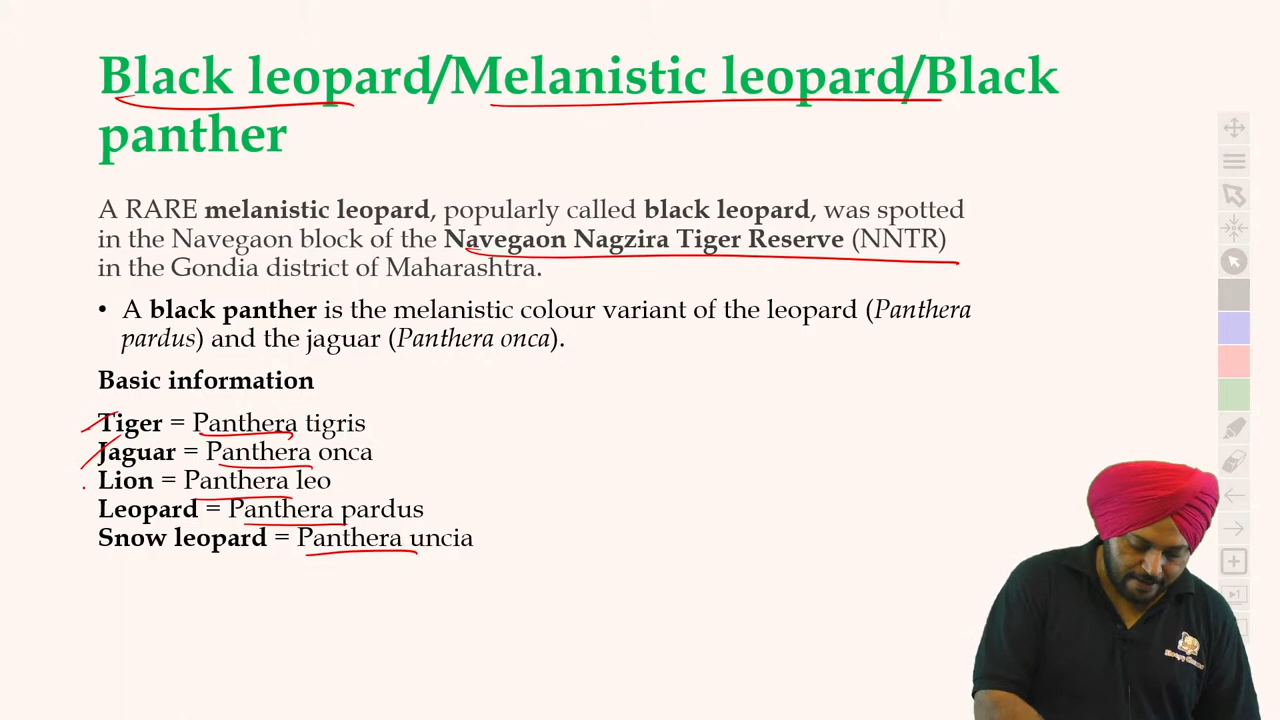 Black leopard/Melanistic leopard/Black
panther
A RARE melanistic leopard, popularly called black leopard, was spotted
in the Navegaon block of the Navegaon Nagzira Tiger Reserve (NNTR)
in the Gondia district of Maharashtra.
• A black panther is the melanistic colour variant of the leopard (Panthera
pardus) and the jaguar (Panthera onca).
Basic information
Tiger = Panthera tigris
Jaguar = Panthera onca
Lion = Panthera leo
Leopard = Panthera pardus
Snow leopard = Panthera uncia